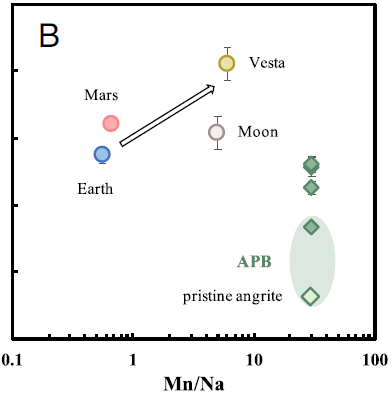 B
Vesta
Mars
Moon
Earth
APB
pristine angrite
0.1 1 10 100
Mn/Na